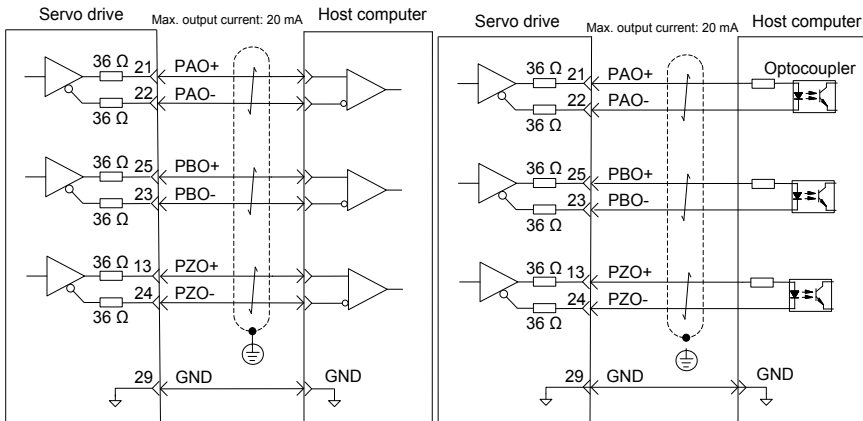 Servo drive
Max. output current: 20 mA
Host computer
36 Ω
21
PAO+
22
PAO-
36 Ω
36 Ω
25
PBO+
23
PBO-
36 Ω
36 Ω
13
PZO+
24
PZO-
36 Ω
29
GND
GND
Servo drive
Max. output current: 20 mA
Host computer
Optocoupler
36 Ω
21
PAO+
22
PAO-
36 Ω
36 Ω
25
PBO+
23
PBO-
36 Ω
36 Ω
13
PZO+
24
PZO-
36 Ω
29
GND
GND